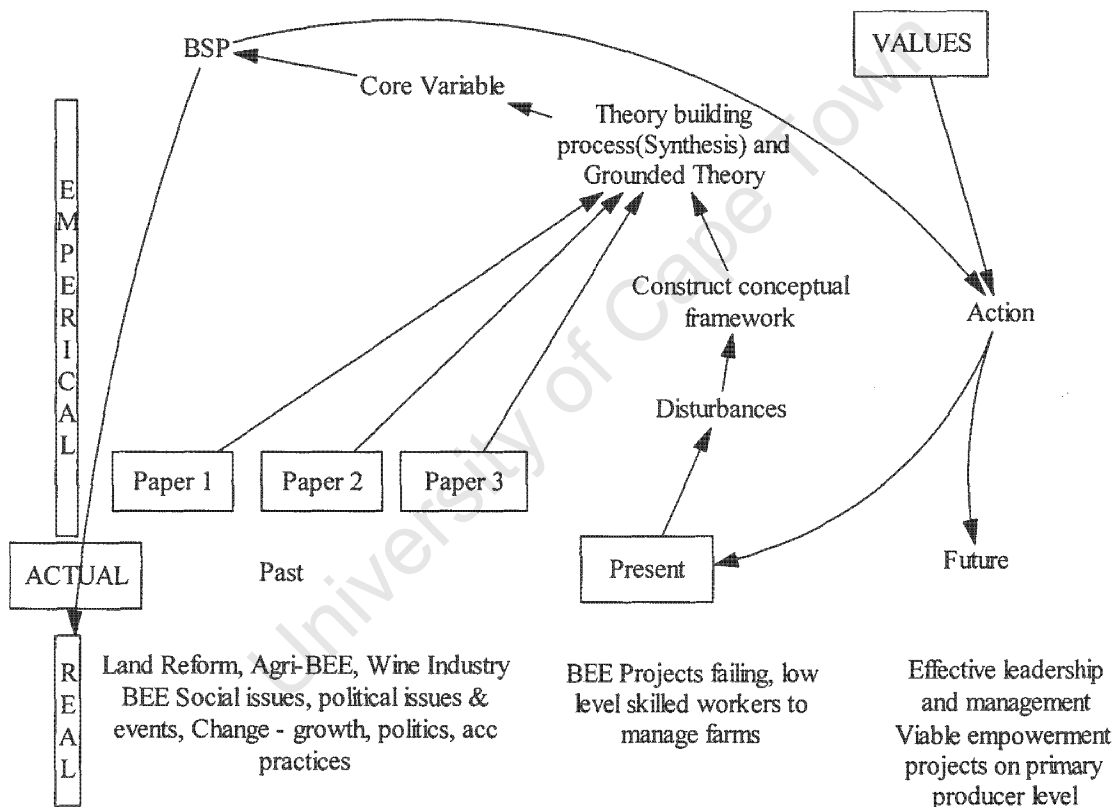 BSP
VALUES
Core Variable
Theory building
process(Synthesis) and
Grounded Theory
EMPERICAL
Construct conceptual
framework
Action
Disturbances
Paper 1
Paper 2
Paper 3
ACTUAL
Past
Present
Future
REAL
Land Reform, Agri-BEE, Wine Industry
BEE Social issues, political issues &
events, Change - growth, politics, acc
practices
BEE Projects failing, low
level skilled workers to
manage farms
Effective leadership
and management
Viable empowerment
projects on primary
producer level
University of Cape Town